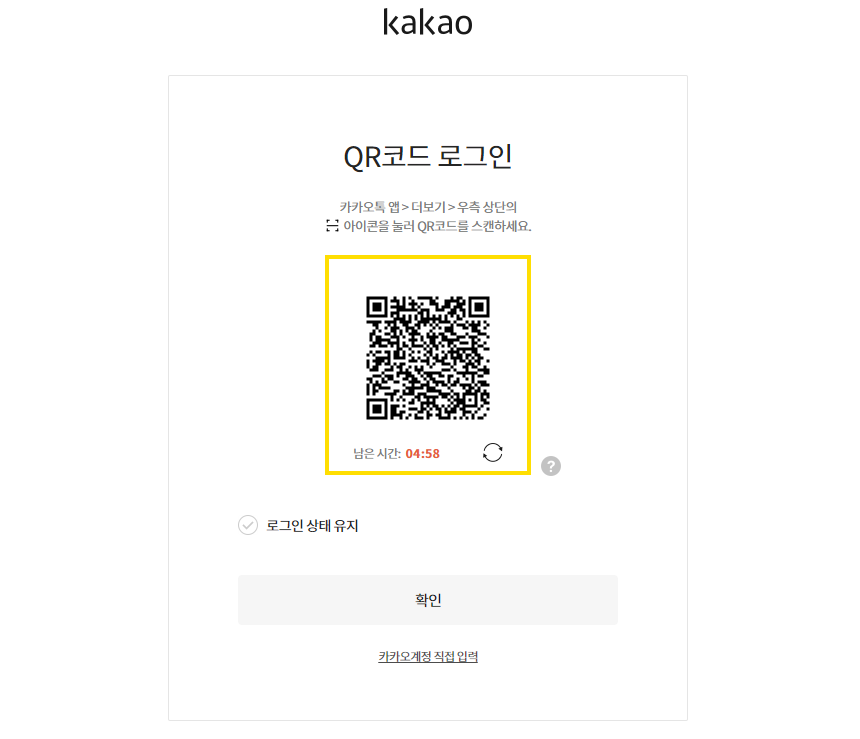 kakao
QR코드 로그인
카카오톡 앱 > 더보기 > 우측 상단의
아이콘을 눌러 QR코드를 스캔하세요.
남은 시간: 04:58
?
로그인 상태 유지
확인
카카오계정 직접 입력